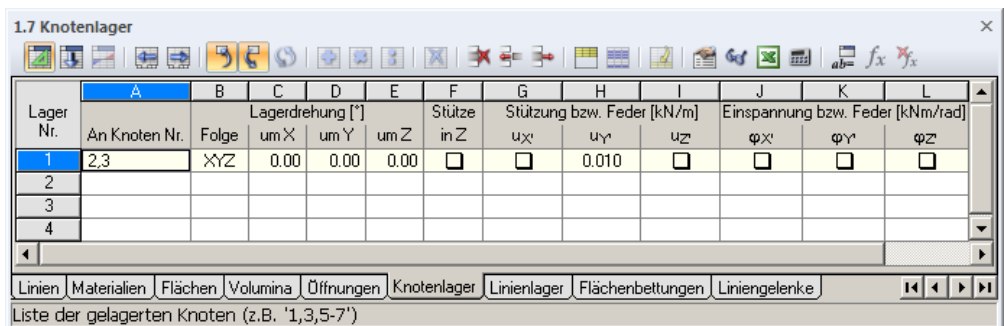 1.7 Knotenlager
A B C D E F G H I J K L
Lager Nr. An Knoten Nr. Folge Lagerdrehung [°] um X um Y um Z Stütze in Z Stützung bzw. Feder [kN/m] uX' uY' uZ' Einspannung bzw. Feder [kNm/rad] φX' φY' φZ'
1 2,3 XYZ 0.00 0.00 0.00 0.010
2
3
4
Linien Materialien Flächen Volumina Öffnungen Knotenlager Linienlager Flächenbettungen Liniengelenke
Liste der gelagerten Knoten (z.B. '1,3,5-7')